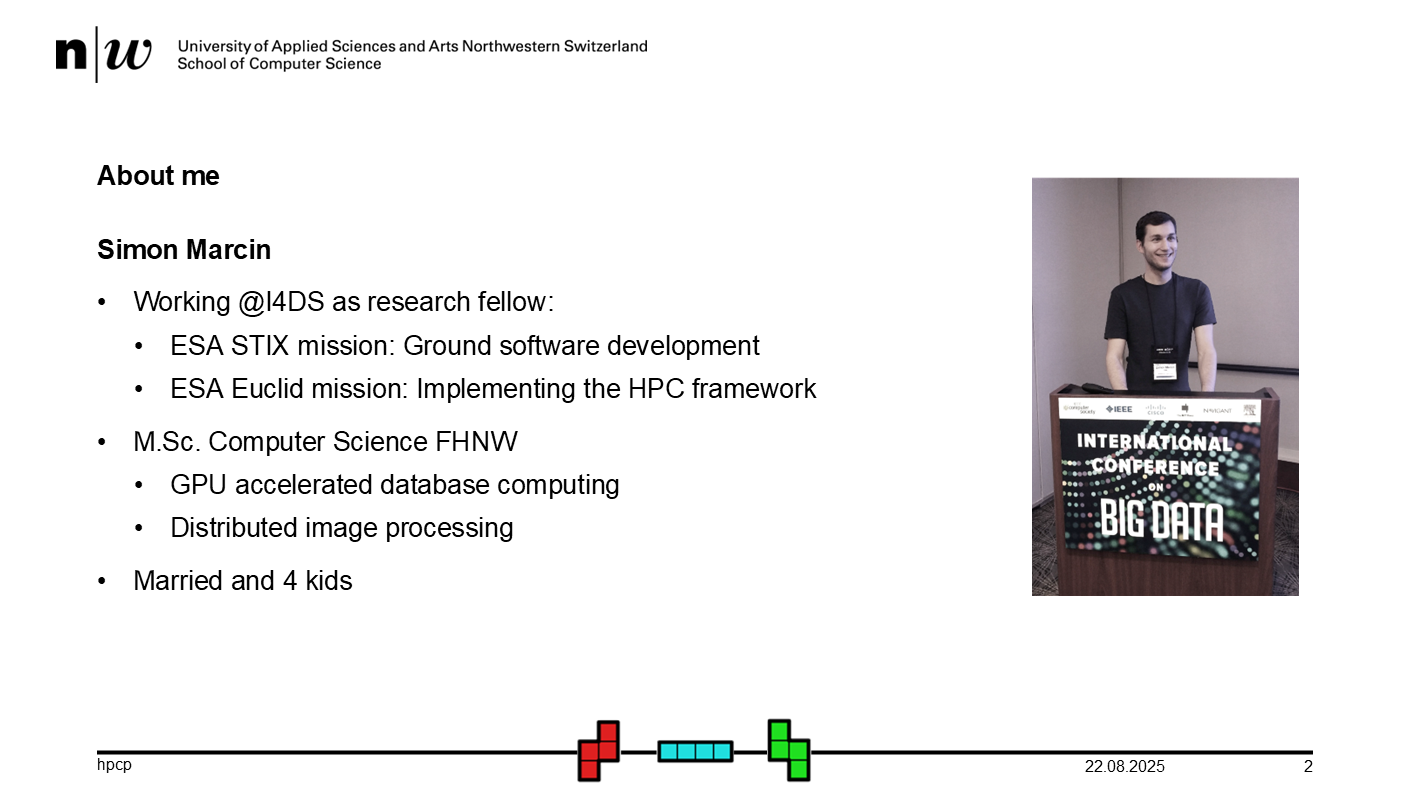 n|w University of Applied Sciences and Arts Northwestern Switzerland
School of Computer Science
About me
Simon Marcin
• Working @I4DS as research fellow:
• ESA STIX mission: Ground software development
• ESA Euclid mission: Implementing the HPC framework
• M.Sc. Computer Science FHNW
• GPU accelerated database computing
• Distributed image processing
• Married and 4 kids
IEEE
INTERNATIONAL
CONFERENCE
ON
BIG DATA
hpcp
22.08.2025
2